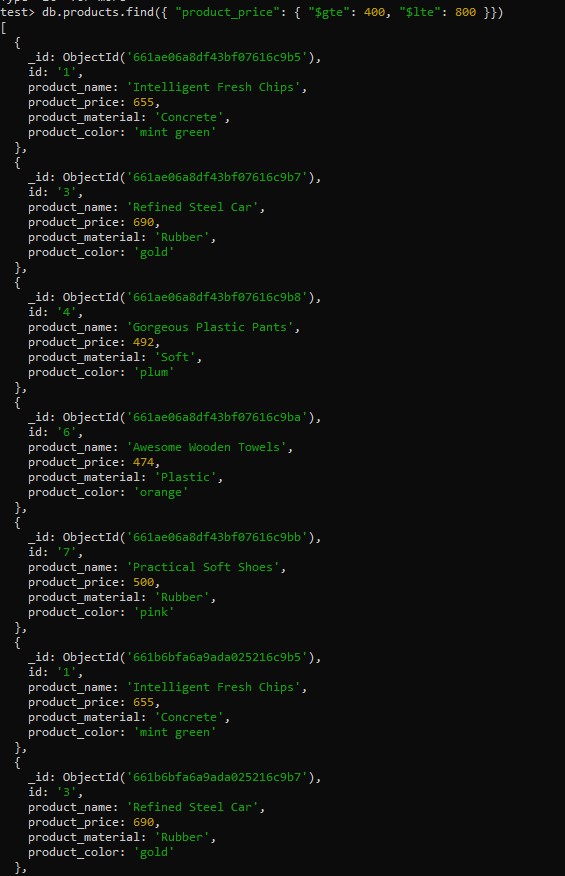 Type "it" for more
test> db.products.find({ "product_price": { "$gte": 400, "$lte": 800 }})
[
  {
    _id: ObjectId('661ae06a8df43bf07616c9b5'),
    id: '1',
    product_name: 'Intelligent Fresh Chips',
    product_price: 655,
    product_material: 'Concrete',
    product_color: 'mint green'
  },
  {
    _id: ObjectId('661ae06a8df43bf07616c9b7'),
    id: '3',
    product_name: 'Refined Steel Car',
    product_price: 690,
    product_material: 'Rubber',
    product_color: 'gold'
  },
  {
    _id: ObjectId('661ae06a8df43bf07616c9b8'),
    id: '4',
    product_name: 'Gorgeous Plastic Pants',
    product_price: 492,
    product_material: 'Soft',
    product_color: 'plum'
  },
  {
    _id: ObjectId('661ae06a8df43bf07616c9ba'),
    id: '6',
    product_name: 'Awesome Wooden Towels',
    product_price: 474,
    product_material: 'Plastic',
    product_color: 'orange'
  },
  {
    _id: ObjectId('661ae06a8df43bf07616c9bb'),
    id: '7',
    product_name: 'Practical Soft Shoes',
    product_price: 500,
    product_material: 'Rubber',
    product_color: 'pink'
  },
  {
    _id: ObjectId('661b6bfa6a9ada025216c9b5'),
    id: '1',
    product_name: 'Intelligent Fresh Chips',
    product_price: 655,
    product_material: 'Concrete',
    product_color: 'mint green'
  },
  {
    _id: ObjectId('661b6bfa6a9ada025216c9b7'),
    id: '3',
    product_name: 'Refined Steel Car',
    product_price: 690,
    product_material: 'Rubber',
    product_color: 'gold'
  },